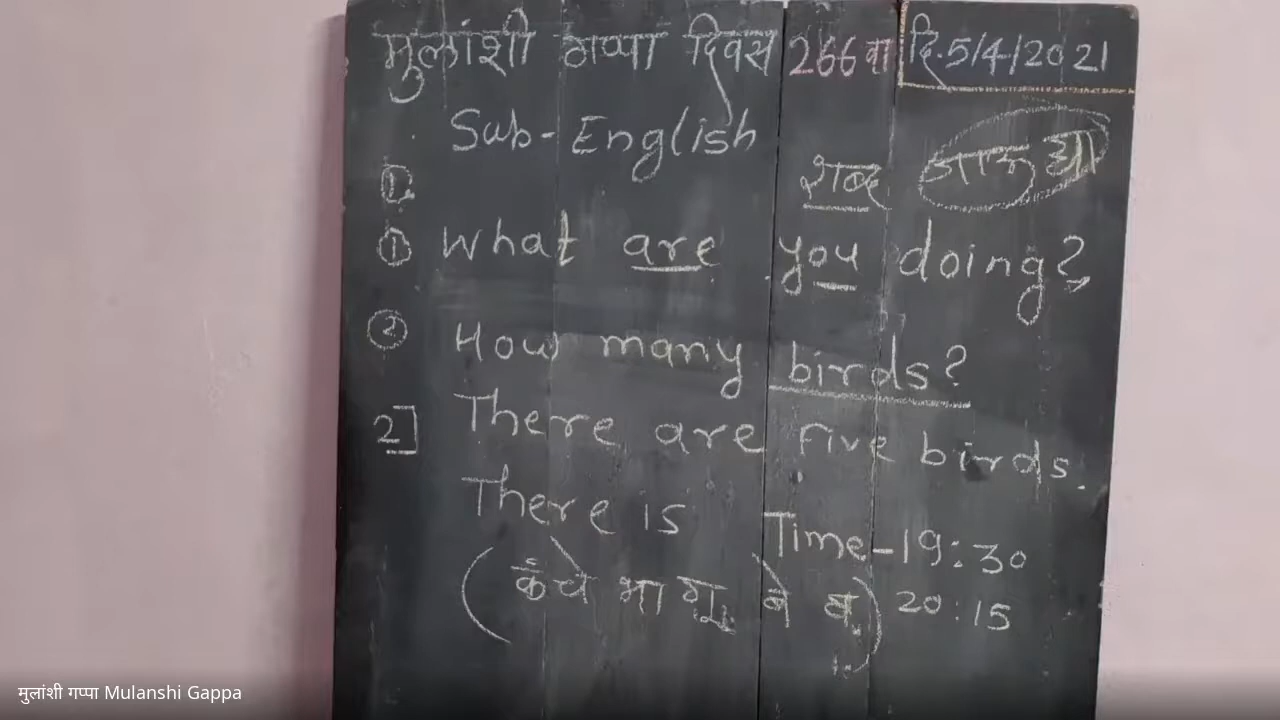 मुलांशी गप्पा दिवस 266 वा दि. 5/4/2021
Sub-English
① शब्द जाऊ द्या
① What are you doing?
② How many birds?
2] There are five birds.
There is
Time-19:30
20:15
मुलांशी गप्पा Mulanshi Gappa